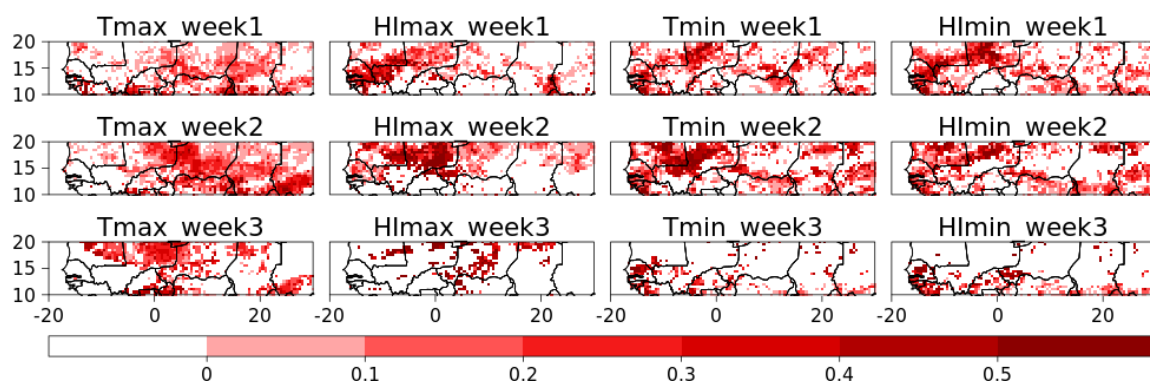 Tmax_week1 HImax_week1 Tmin_week1 HImin_week1
20
15
10
Tmax_week2 HImax_week2 Tmin_week2 HImin_week2
20
15
10
Tmax_week3 HImax_week3 Tmin_week3 HImin_week3
20
15
10
-20 0 20 -20 0 20 -20 0 20 -20 0 20
0 0.1 0.2 0.3 0.4 0.5